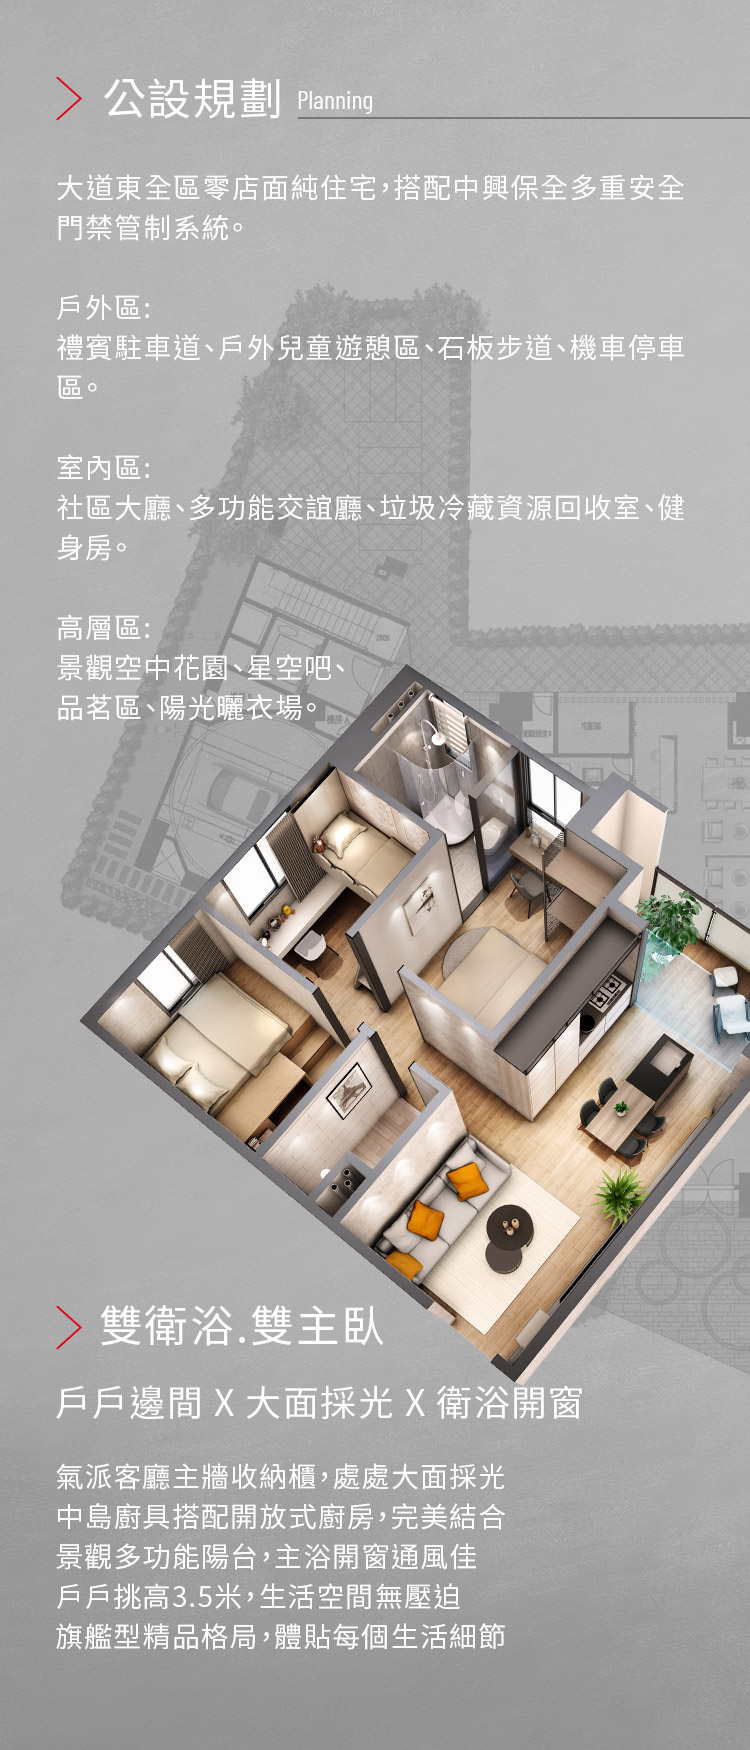 公設規劃 Planning
大道東全區零店面純住宅,搭配中興保全多重安全
門禁管制系統。
戶外區:
禮賓駐車道、戶外兒童遊憩區、石板步道、機車停車
區。
室內區:
社區大廳、多功能交誼廳、垃圾冷藏資源回收室、健
身房。
高層區:
景觀空中花園、星空吧、
品茗區、陽光曬衣場。
雙衛浴.雙主臥
戶戶邊間 X 大面採光 X 衛浴開窗
氣派客廳主牆收納櫃,處處大面採光
中島廚具搭配開放式廚房,完美結合
景觀多功能陽台,主浴開窗通風佳
戶戶挑高3.5米,生活空間無壓迫
旗艦型精品格局,體貼每個生活細節